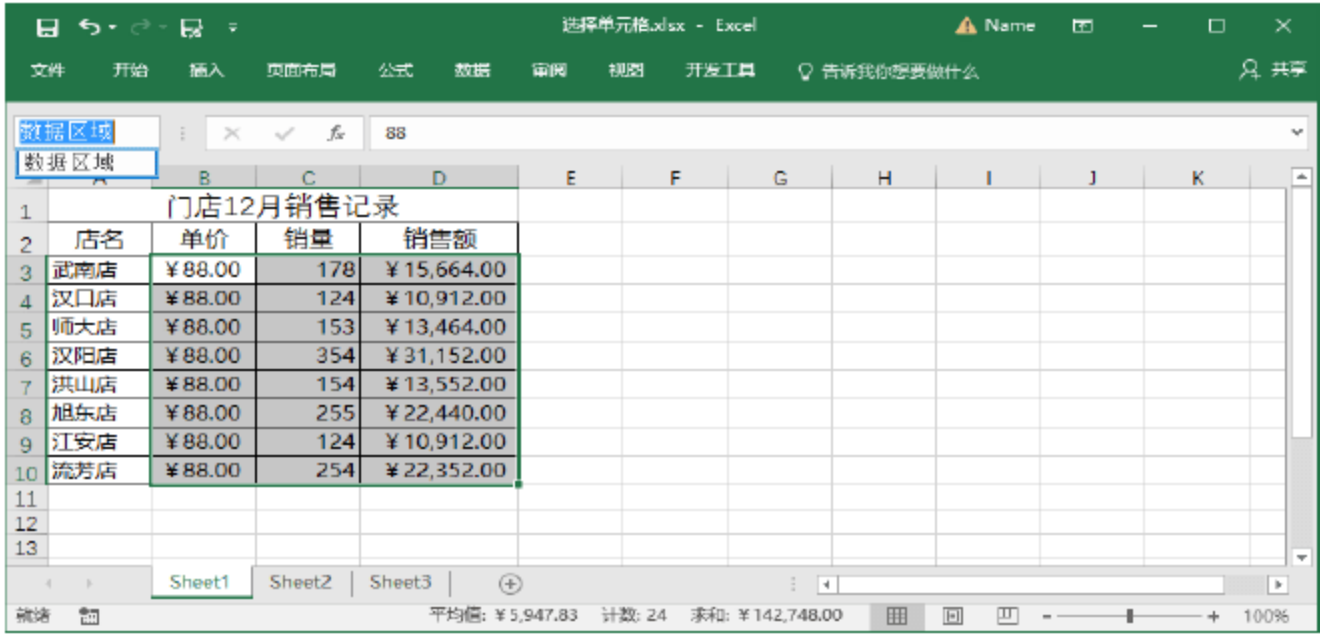 选择单元格.xlsx - Excel Name
文件 开始 插入 页面布局 公式 数据 审阅 视图 开发工具 告诉我你想要做什么 共享
数据区域 fx 88
数据区域
A B C D E F G H I J K
1 门店12月销售记录
2 店名 单价 销量 销售额
3 武南店 ¥88.00 178 ¥15,664.00
4 汉口店 ¥88.00 124 ¥10,912.00
5 师大店 ¥88.00 153 ¥13,464.00
6 汉阳店 ¥88.00 354 ¥31,152.00
7 洪山店 ¥88.00 154 ¥13,552.00
8 旭东店 ¥88.00 255 ¥22,440.00
9 江安店 ¥88.00 124 ¥10,912.00
10 流芳店 ¥88.00 254 ¥22,352.00
11
12
13
Sheet1 Sheet2 Sheet3
就绪 平均值: ¥5,947.83 计数: 24 求和: ¥142,748.00 100%